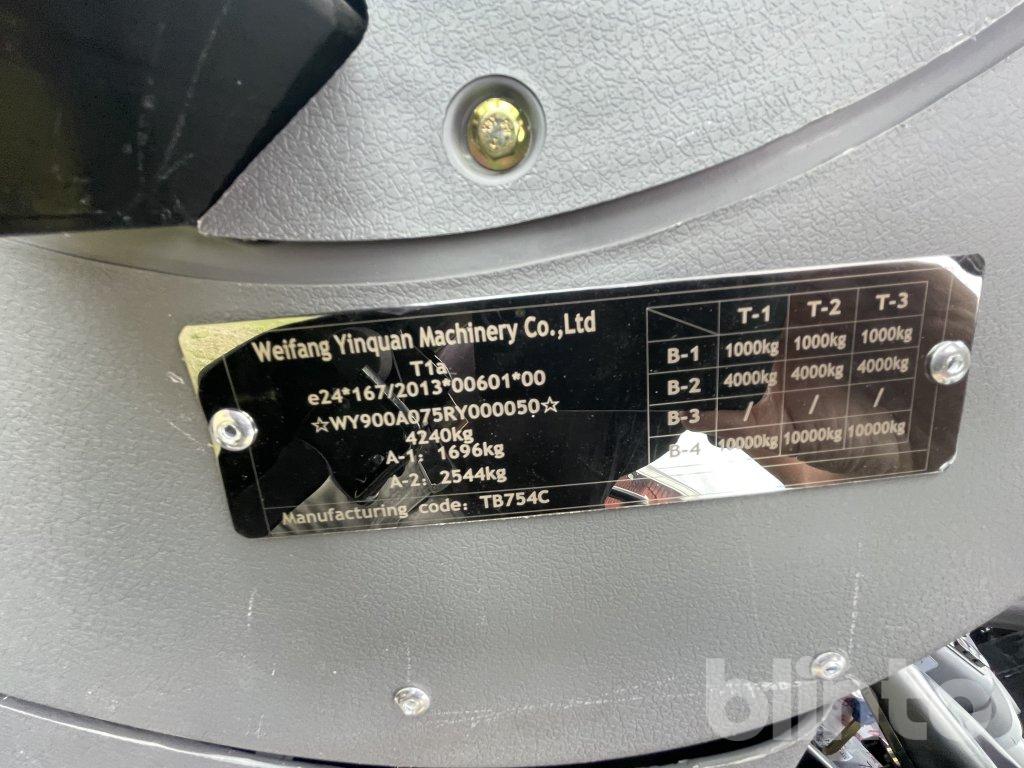 Weifang Yinquan Machinery Co.,Ltd
T1a
e24*167/2013*00601*00
☆WY900A075RY000050☆
4240kg
A-1: 1696kg
A-2: 2544kg
Manufacturing code: TB754C
T-1 T-2 T-3
B-1 1000kg 1000kg 1000kg
B-2 4000kg 4000kg 4000kg
B-3 / / /
B-4 10000kg 10000kg 10000kg
blinto